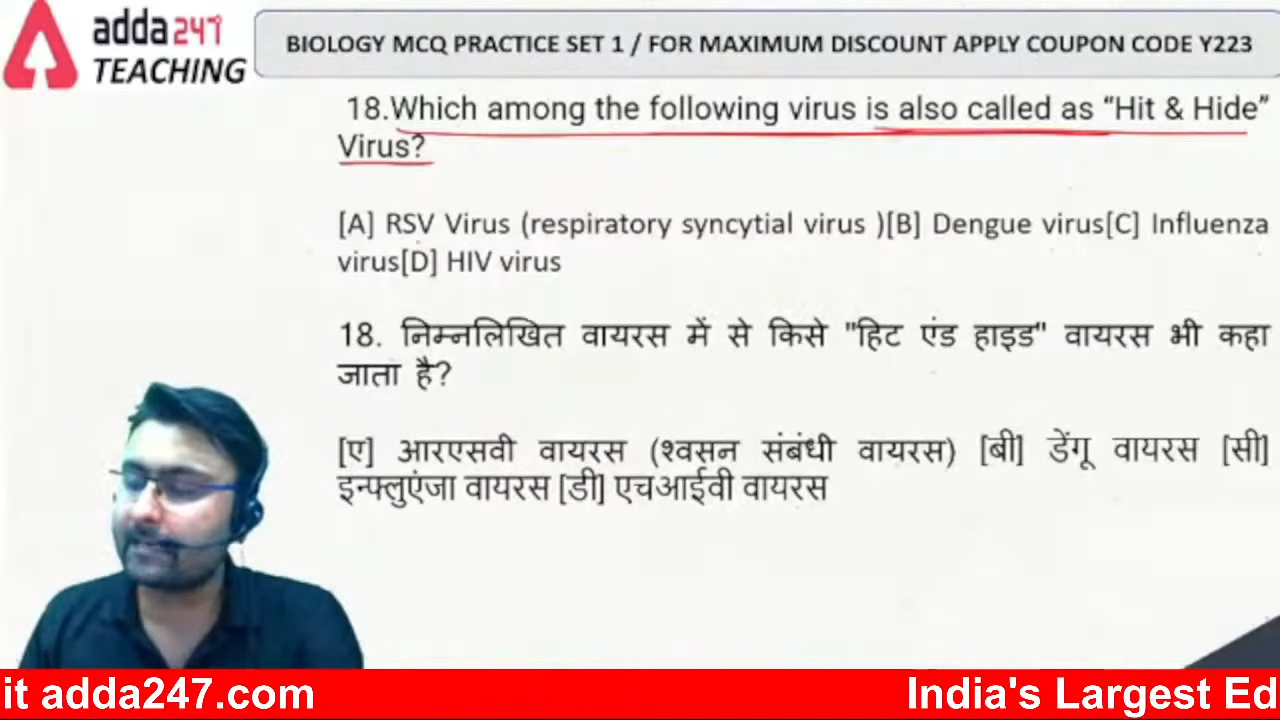 adda247
TEACHING
BIOLOGY MCQ PRACTICE SET 1 / FOR MAXIMUM DISCOUNT APPLY COUPON CODE Y223
18.Which among the following virus is also called as “Hit & Hide”
Virus?
[A] RSV Virus (respiratory syncytial virus )[B] Dengue virus[C] Influenza
virus[D] HIV virus
18. निम्नलिखित वायरस में से किसे "हिट एंड हाइड" वायरस भी कहा
जाता है?
[ए] आरएसवी वायरस (श्वसन संबंधी वायरस) [बी] डेंगू वायरस [सी]
इन्फ्लुएंजा वायरस [डी] एचआईवी वायरस
it adda247.com
India's Largest Ed